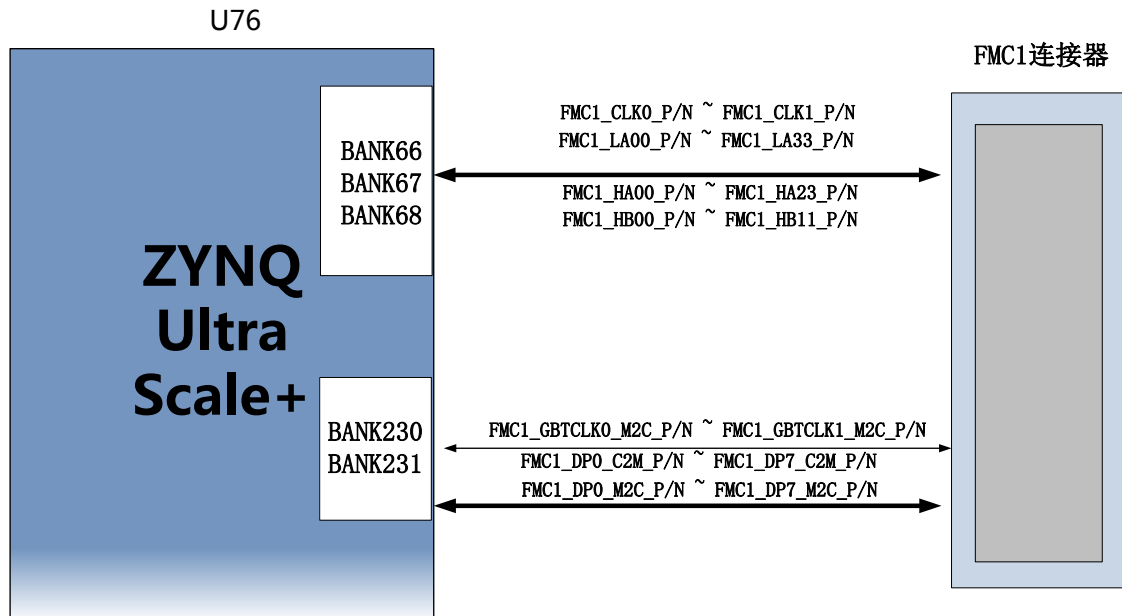 U76
FMC1连接器
FMC1_CLK0_P/N ~ FMC1_CLK1_P/N
FMC1_LA00_P/N ~ FMC1_LA33_P/N
BANK66
BANK67
BANK68
FMC1_HA00_P/N ~ FMC1_HA23_P/N
FMC1_HB00_P/N ~ FMC1_HB11_P/N
ZYNQ
Ultra
Scale+
BANK230
BANK231
FMC1_GBTCLK0_M2C_P/N ~ FMC1_GBTCLK1_M2C_P/N
FMC1_DP0_C2M_P/N ~ FMC1_DP7_C2M_P/N
FMC1_DP0_M2C_P/N ~ FMC1_DP7_M2C_P/N